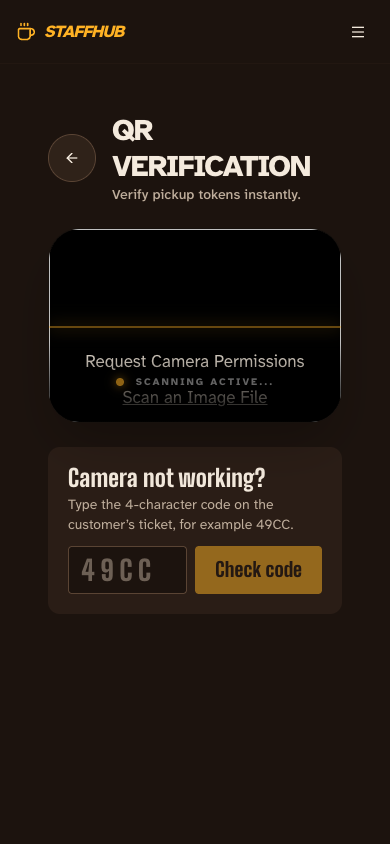 STAFFHUB
QR
VERIFICATION
Verify pickup tokens instantly.
Request Camera Permissions
SCANNING ACTIVE...
Scan an Image File
Camera not working?
Type the 4-character code on the
customer's ticket, for example 49CC.
49CC
Check code